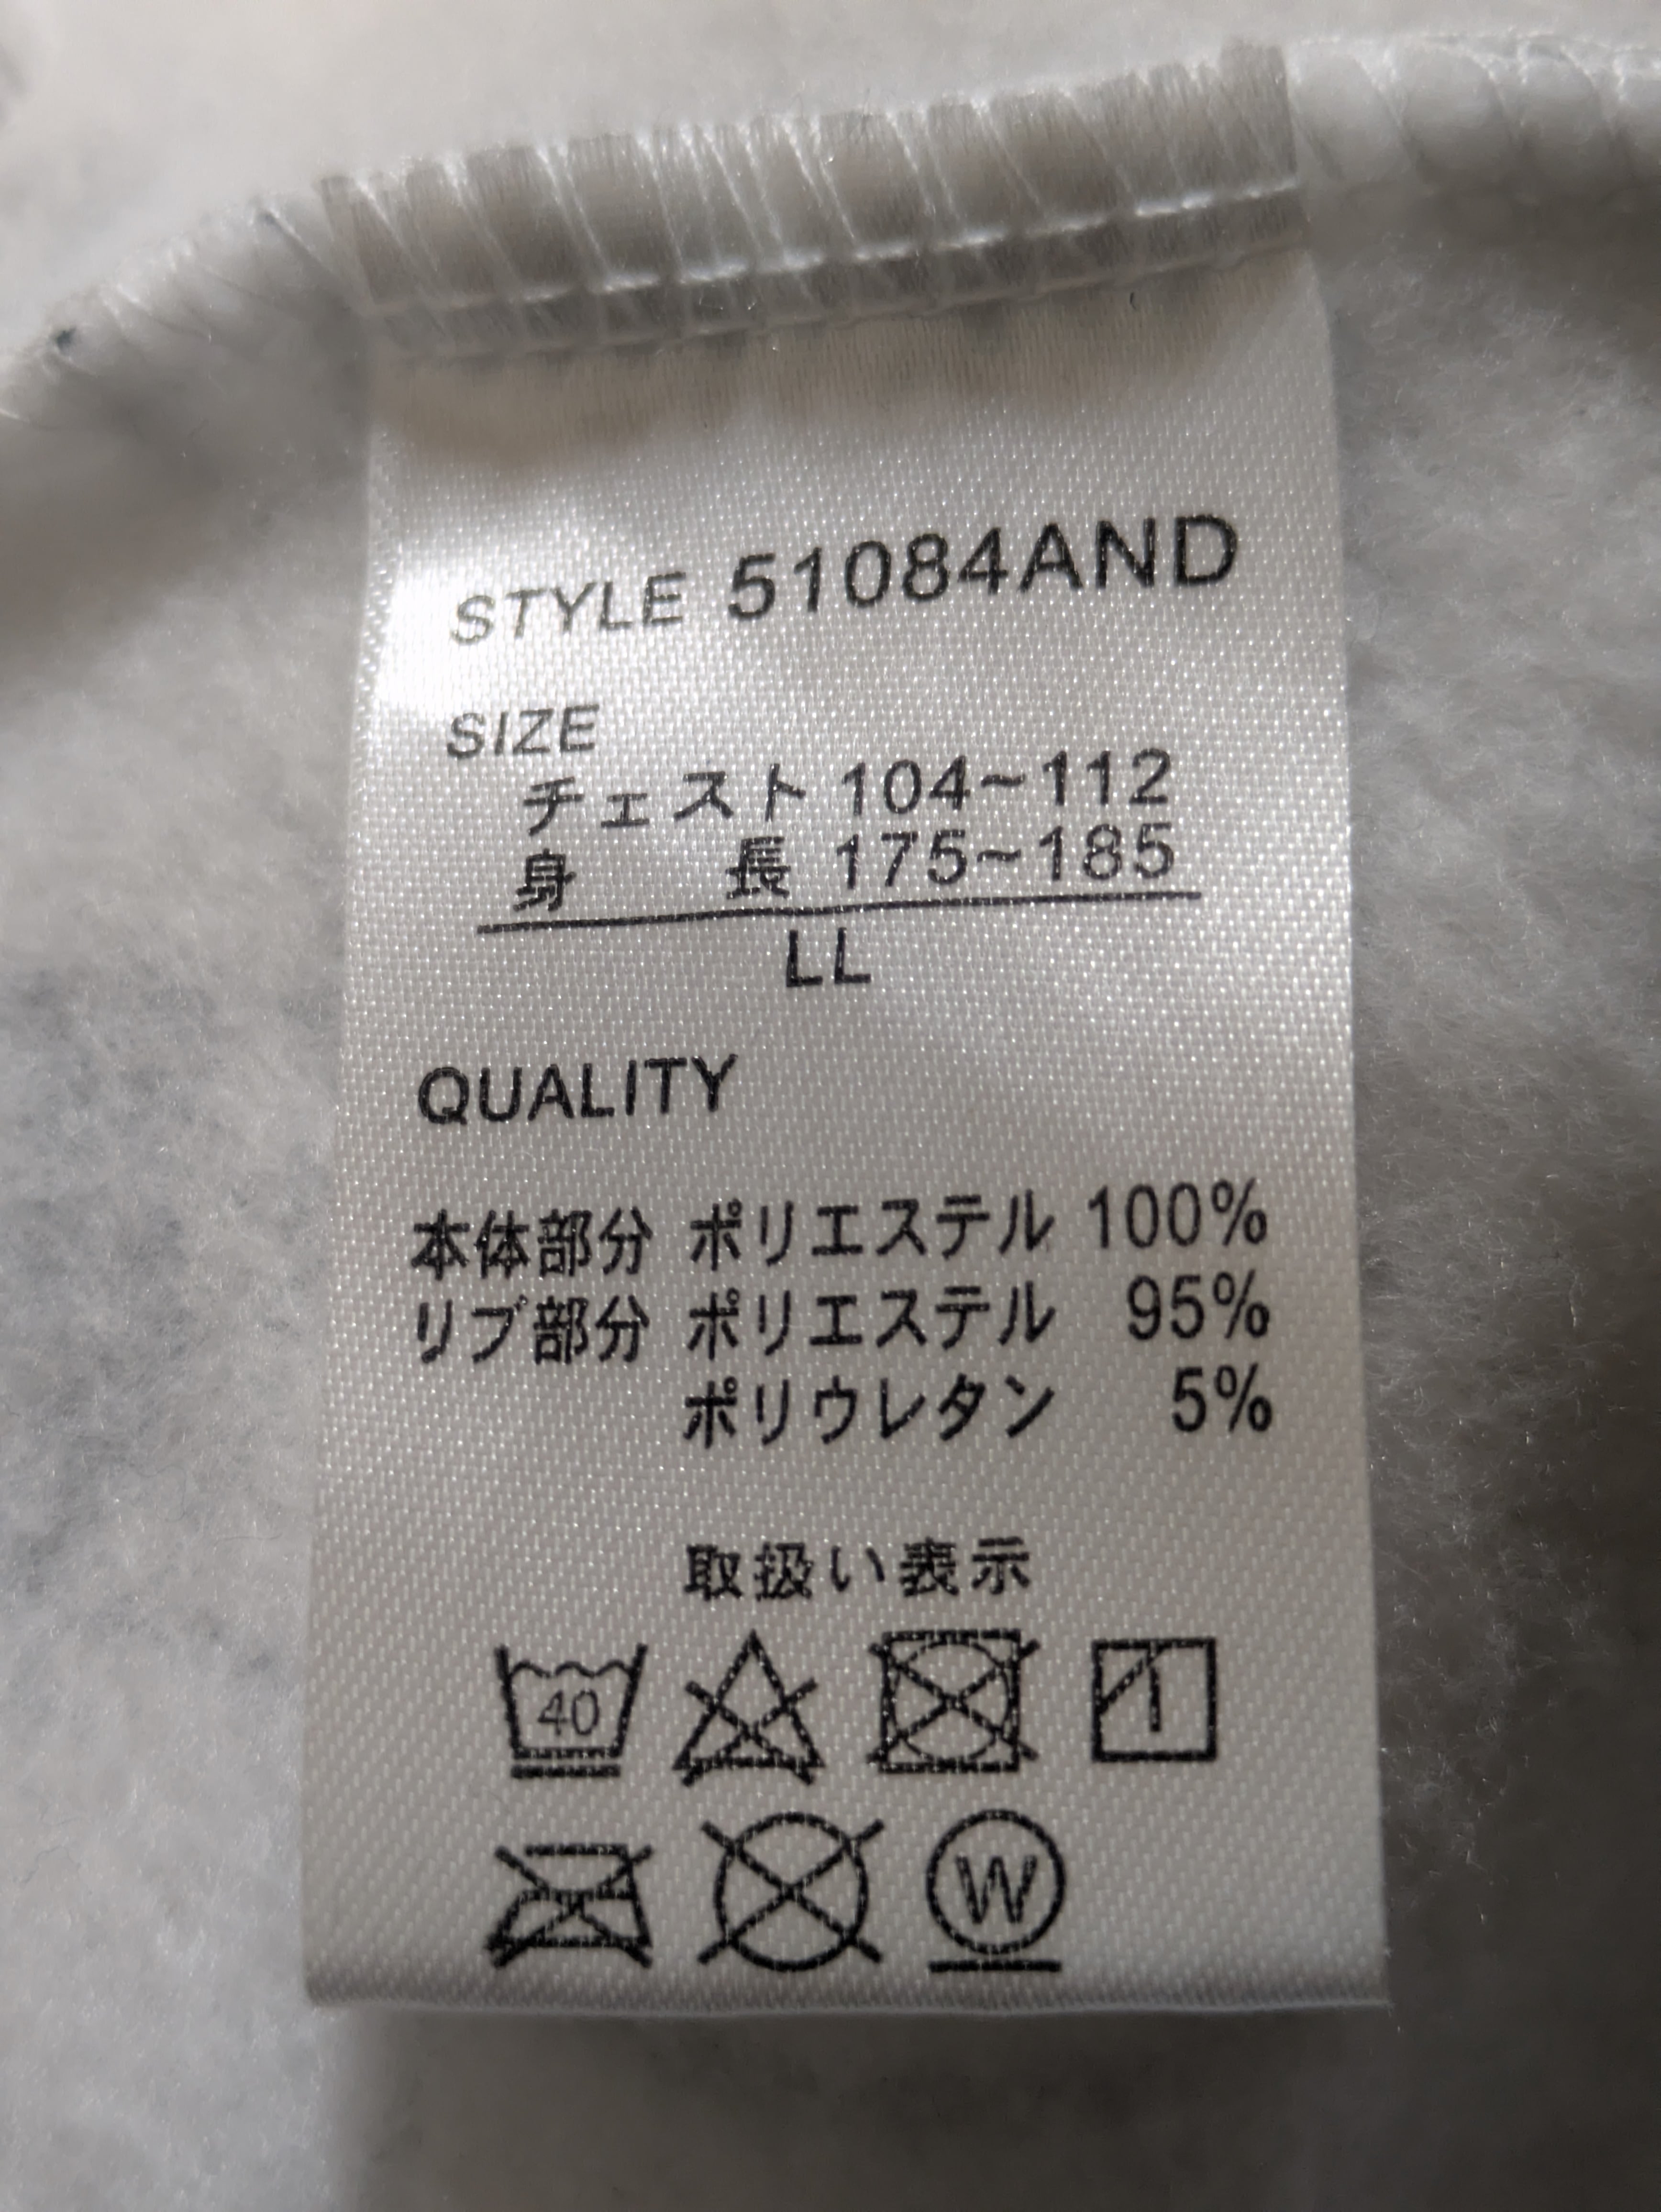 STYLE 51084AND
SIZE
チェスト 104~112
身 長 175~185
LL
QUALITY
本体部分 ポリエステル 100%
リブ部分 ポリエステル 95%
ポリウレタン 5%
取扱い表示
40
W